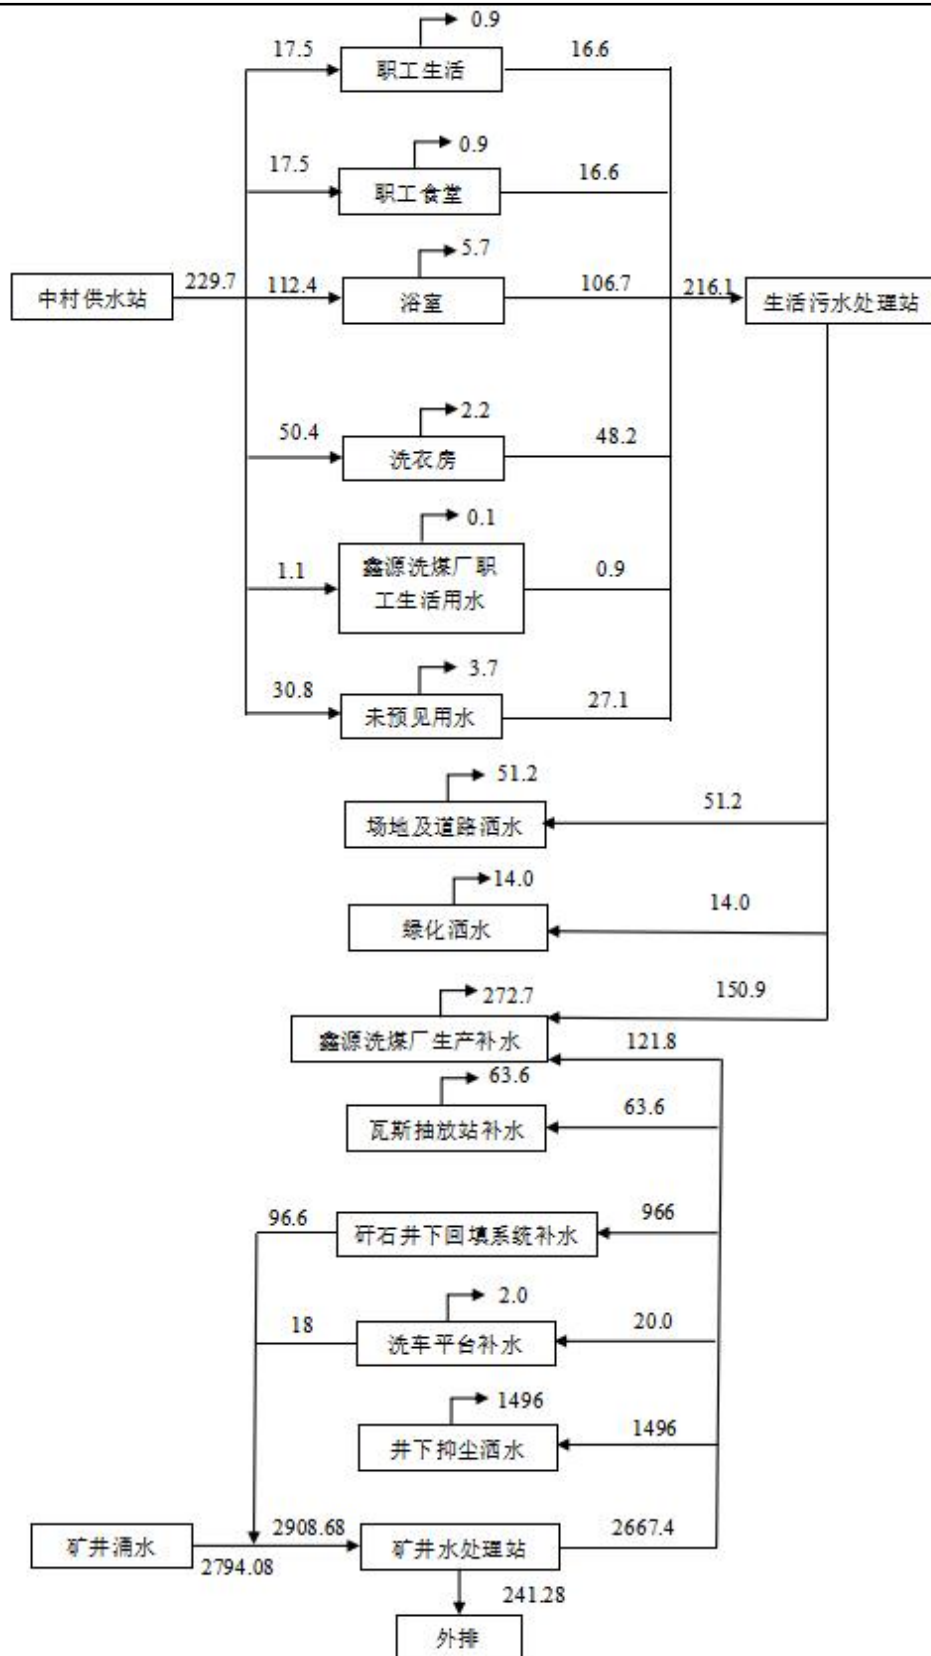 0.9
17.5
职工生活
16.6
0.9
17.5
职工食堂
16.6
5.7
中村供水站
229.7
112.4
浴室
106.7
216.1
生活污水处理站
2.2
50.4
洗衣房
48.2
0.1
1.1
鑫源洗煤厂职
工生活用水
0.9
3.7
30.8
未预见用水
27.1
51.2
场地及道路洒水
51.2
14.0
绿化洒水
14.0
272.7
150.9
鑫源洗煤厂生产补水
121.8
63.6
瓦斯抽放站补水
63.6
96.6
矸石井下回填系统补水
966
2.0
18
洗车平台补水
20.0
1496
井下抑尘洒水
1496
矿井涌水
2794.08
2908.68
矿井水处理站
2667.4
241.28
外排